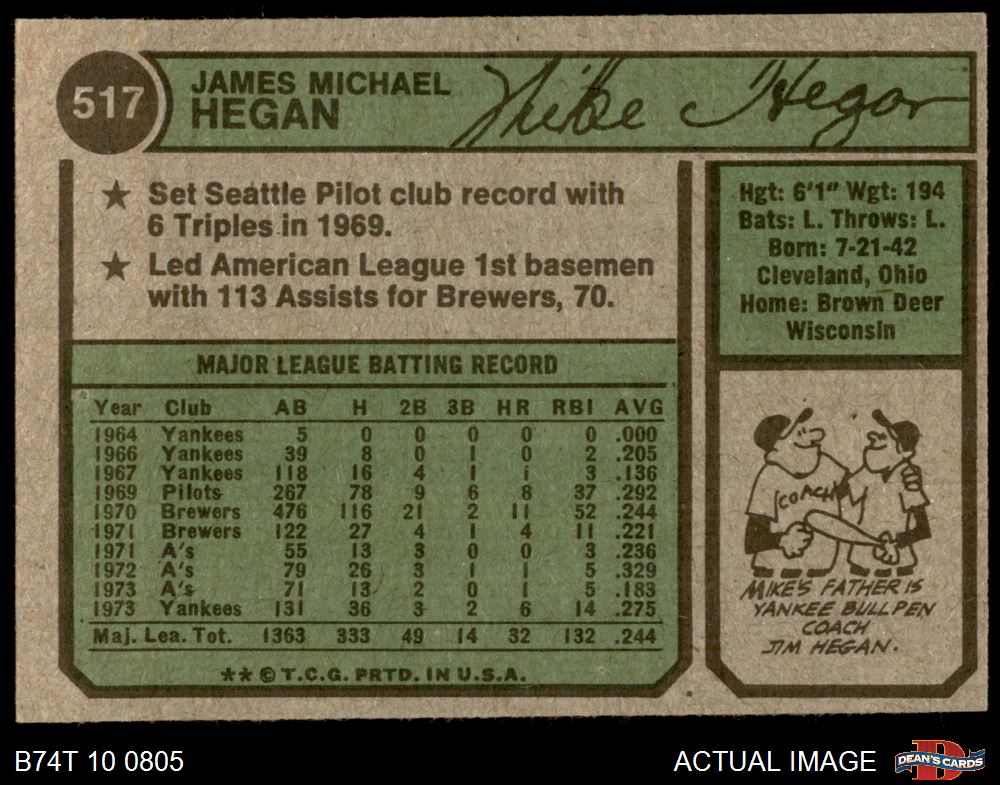 517
JAMES MICHAEL
HEGAN
Mike Hegan
★ Set Seattle Pilot club record with
6 Triples in 1969.
★ Led American League 1st basemen
with 113 Assists for Brewers, 70.
Hgt: 6'1" Wgt: 194
Bats: L. Throws: L.
Born: 7-21-42
Cleveland, Ohio
Home: Brown Deer
Wisconsin
MAJOR LEAGUE BATTING RECORD
Year Club AB H 2B 3B HR RBI AVG
1964 Yankees 5 0 0 0 0 0 .000
1966 Yankees 39 8 0 1 0 2 .205
1967 Yankees 118 16 4 1 1 3 .136
1969 Pilots 267 78 9 6 8 37 .292
1970 Brewers 476 116 21 2 11 52 .244
1971 Brewers 122 27 4 1 4 11 .221
1971 A's 55 13 3 0 0 3 .236
1972 A's 79 26 3 1 1 5 .329
1973 A's 71 13 2 0 1 5 .183
1973 Yankees 131 36 3 2 6 14 .275
Maj. Lea. Tot. 1363 333 49 14 32 132 .244
** © T.C.G. PRTD. IN U.S.A.
COACH
MIKE'S FATHER IS
YANKEE BULLPEN
COACH
JIM HEGAN.
B74T 10 0805
ACTUAL IMAGE
D
DEAN'S CARDS